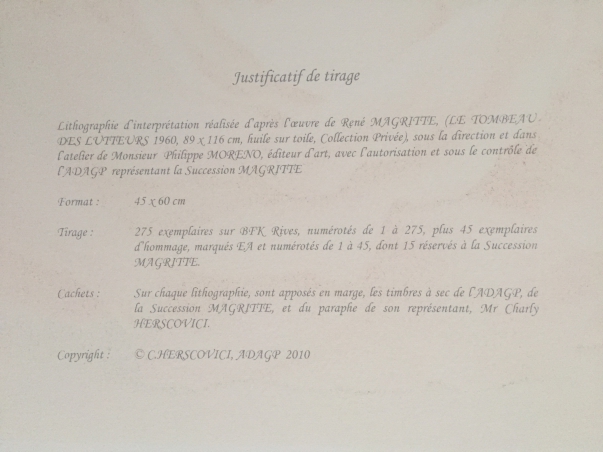 Justificatif de tirage
Lithographie d'interprétation réalisée d'après l'œuvre de René MAGRITTE, (LE TOMBEAU
DES LUTTEURS 1960, 89 x 116 cm, huile sur toile, Collection Privée), sous la direction et dans
l'atelier de Monsieur Philippe MORENO, éditeur d'art, avec l'autorisation et sous le contrôle de
l'ADAGP représentant la Succession MAGRITTE
Format : 45 x 60 cm
Tirage : 275 exemplaires sur BFK Rives, numérotés de 1 à 275, plus 45 exemplaires
d'hommage, marqués EA et numérotés de 1 à 45, dont 15 réservés à la Succession
MAGRITTE.
Cachets : Sur chaque lithographie, sont apposés en marge, les timbres à sec de l'ADAGP, de
la Succession MAGRITTE, et du paraphe de son représentant, Mr Charly
HERSCOVICI.
Copyright : © C.HERSCOVICI, ADAGP 2010